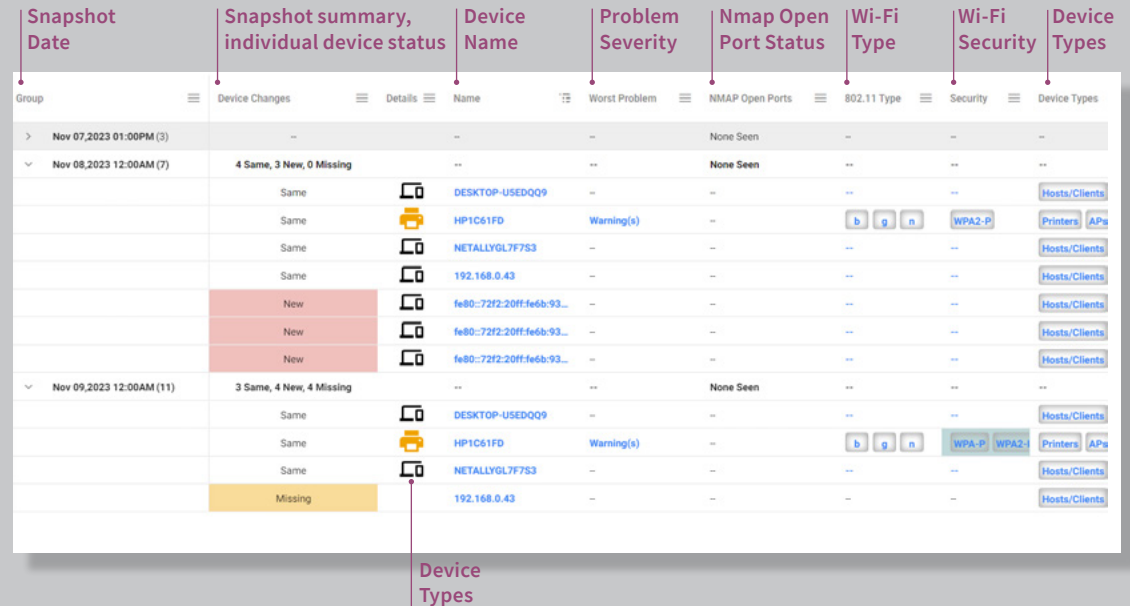 Snapshot
Date
Snapshot summary,
individual device status
Device
Name
Problem
Severity
Nmap Open
Port Status
Wi-Fi
Type
Wi-Fi
Security
Device
Types
Group Device Changes Details Name Worst Problem NMAP Open Ports 802.11 Type Security Device Types
Nov 07,2023 01:00PM (3) -- -- -- None Seen -- -- --
Nov 08,2023 12:00AM (7) 4 Same, 3 New, 0 Missing -- -- None Seen -- -- --
Same DESKTOP-U5EDQQ9 -- -- -- -- Hosts/Clients
Same HP1C61FD Warning(s) -- b g n WPA2-P Printers APs
Same NETALLYGL7F7S3 -- -- -- -- Hosts/Clients
Same 192.168.0.43 -- -- -- -- Hosts/Clients
New fe80::72f2:20ff:fe6b:93... -- -- -- -- Hosts/Clients
New fe80::72f2:20ff:fe6b:93... -- -- -- -- Hosts/Clients
New fe80::72f2:20ff:fe6b:93... -- -- -- -- Hosts/Clients
Nov 09,2023 12:00AM (11) 3 Same, 4 New, 4 Missing -- -- None Seen -- -- --
Same DESKTOP-U5EDQQ9 -- -- -- -- Hosts/Clients
Same HP1C61FD Warning(s) -- b g n WPA-P WPA2- Printers APs
Same NETALLYGL7F7S3 -- -- -- -- Hosts/Clients
Missing 192.168.0.43 -- -- -- -- Hosts/Clients
Device
Types